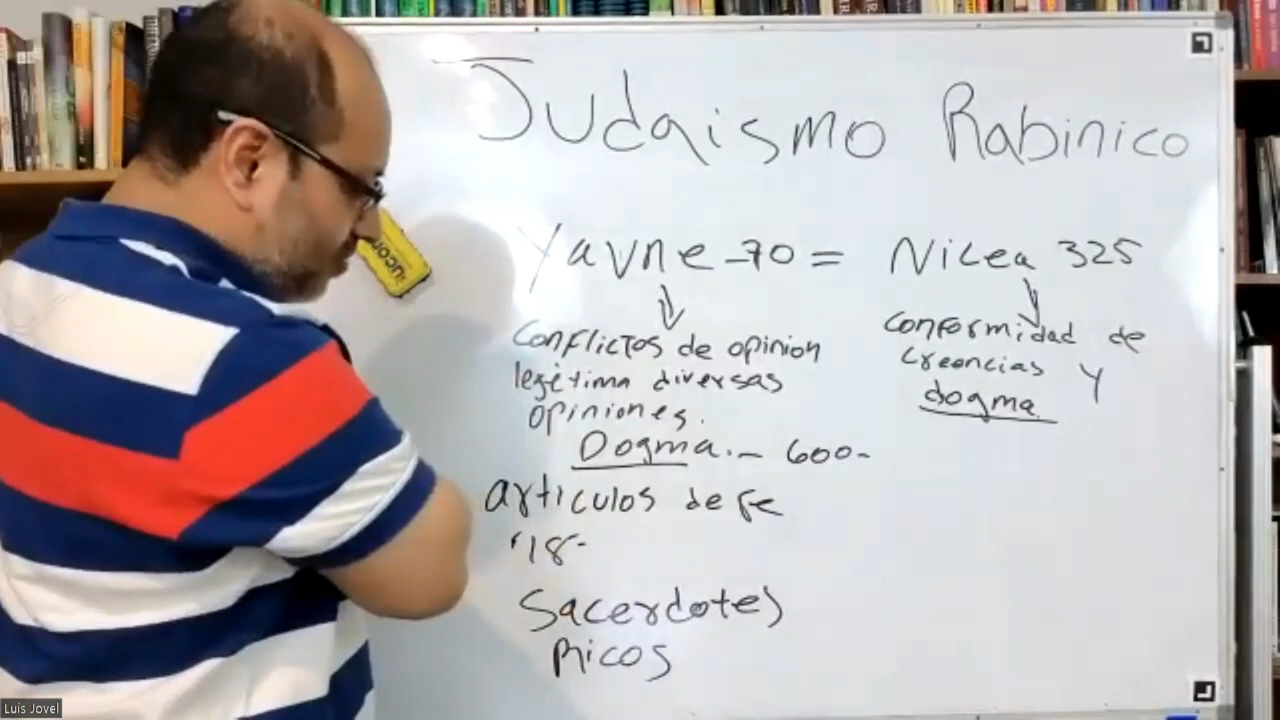 Judaismo Rabinico
Yavne -70 = Nicea 325
Conflictos de opinion
legítima diversas
opiniones.
Dogma.- 600-
articulos de fe
'18-
Sacerdotes
Ricos
conformidad de
creencias y
dogma
Luis Jovel